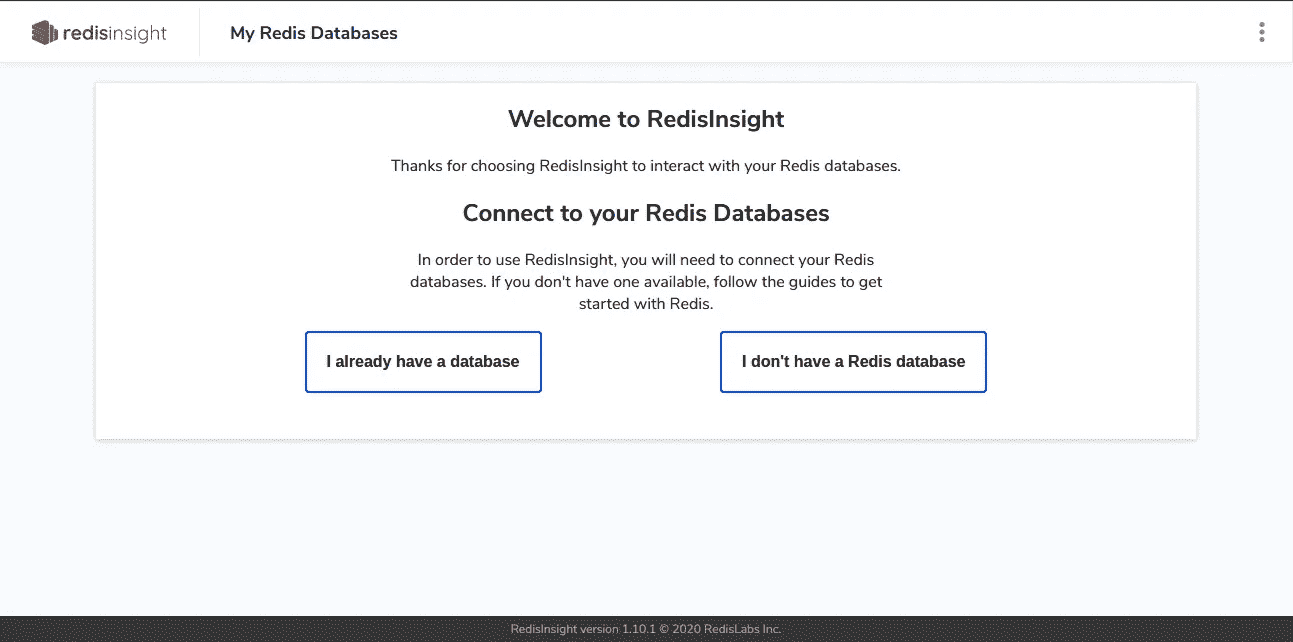 redisinsight
My Redis Databases
Welcome to RedisInsight
Thanks for choosing RedisInsight to interact with your Redis databases.
Connect to your Redis Databases
In order to use RedisInsight, you will need to connect your Redis
databases. If you don't have one available, follow the guides to get
started with Redis.
I already have a database
I don't have a Redis database
RedisInsight version 1.10.1 © 2020 RedisLabs Inc.